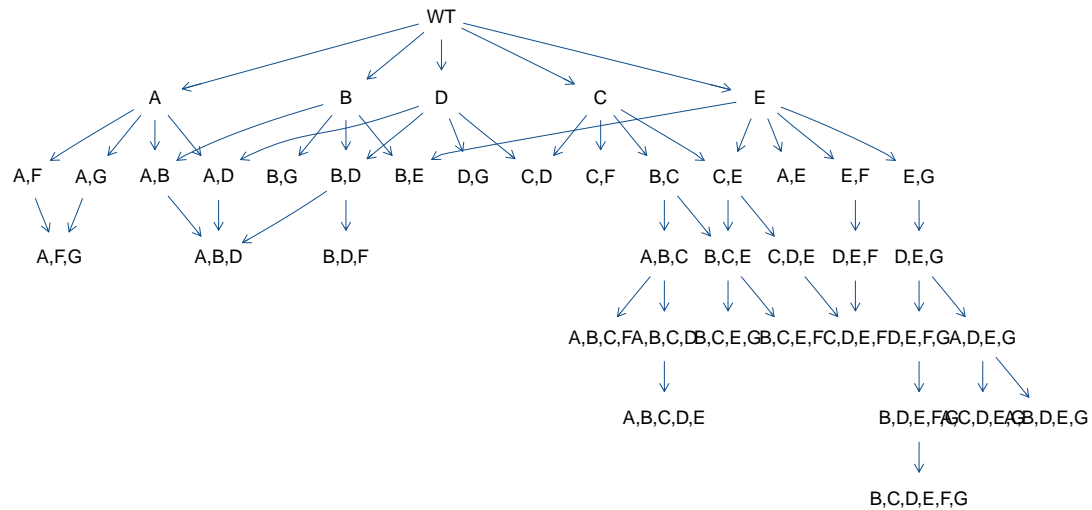 WT
A B D C E
A,F A,G A,B A,D B,G B,D B,E D,G C,D C,F B,C C,E A,E E,F E,G
A,F,G A,B,D B,D,F A,B,C B,C,E C,D,E D,E,F D,E,G
A,B,C,F A,B,C,D B,C,E,G B,C,E,F C,D,E,F D,E,F,G A,D,E,G
A,B,C,D,E B,D,E,F,G A,C,D,E,G A,B,D,E,G
B,C,D,E,F,G